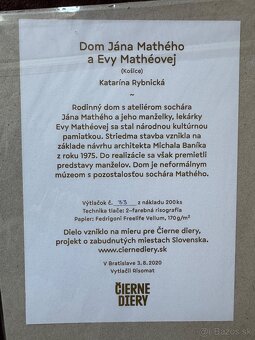 Dom Jána Mathého
a Evy Mathéovej
(Košice)
Katarína Rybnická
~
Rodinný dom s ateliérom sochára
Jána Mathého a jeho manželky, lekárky
Evy Mathéovej sa stal národnou kultúrnou
pamiatkou. Striedma stavba vznikla na
základe návrhu architekta Michala Baníka
z roku 1975. Do realizácie sa však premietli
predstavy manželov. Dom je neformálnym
múzeom s pozostalosťou sochára Mathého.
Výtlačok č. 33 z nákladu 200ks
Technika tlače: 2-farebná risografia
Papier: Fedrigoni Freelife Vellum, 170g/m²
Dielo vzniklo na mieru pre Čierne diery,
projekt o zabudnutých miestach Slovenska.
www.ciernediery.sk
V Bratislave 3. 8. 2020
Vytlačil Risomat
ČIERNE
DIERY
bazos.sk